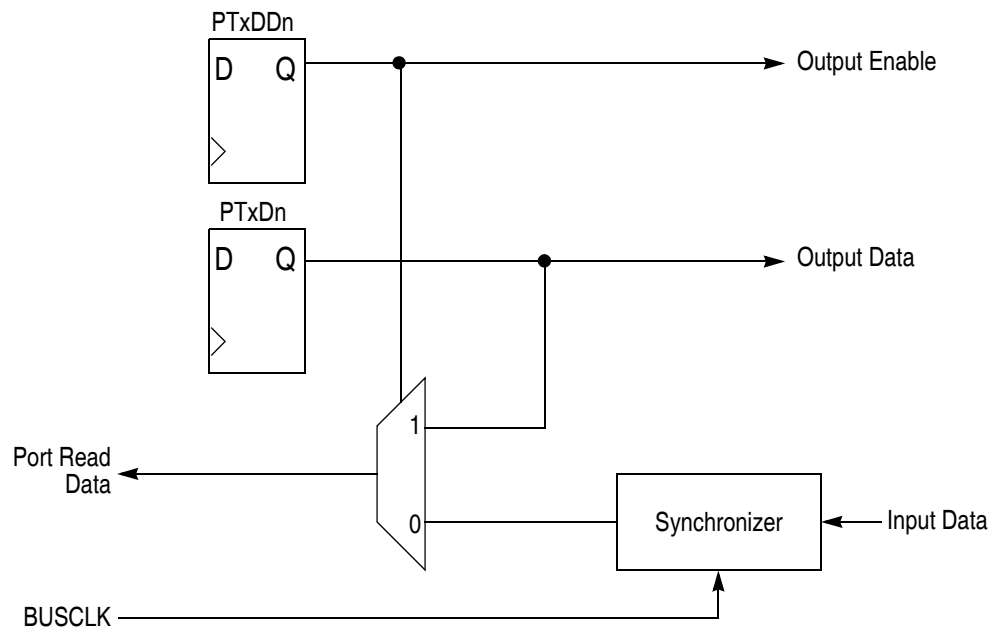 PTxDDn
D Q
Output Enable
PTxDn
D Q
Output Data
1
Port Read
Data
0
Synchronizer
Input Data
BUSCLK